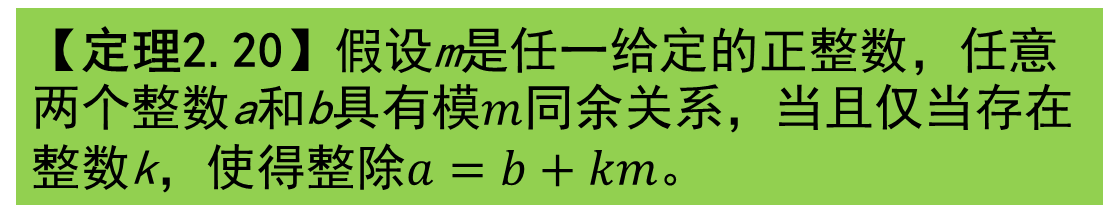 【定理2.20】假设m是任一给定的正整数，任意
两个整数a和b具有模m同余关系，当且仅当存在
整数k，使得整除a = b + km。